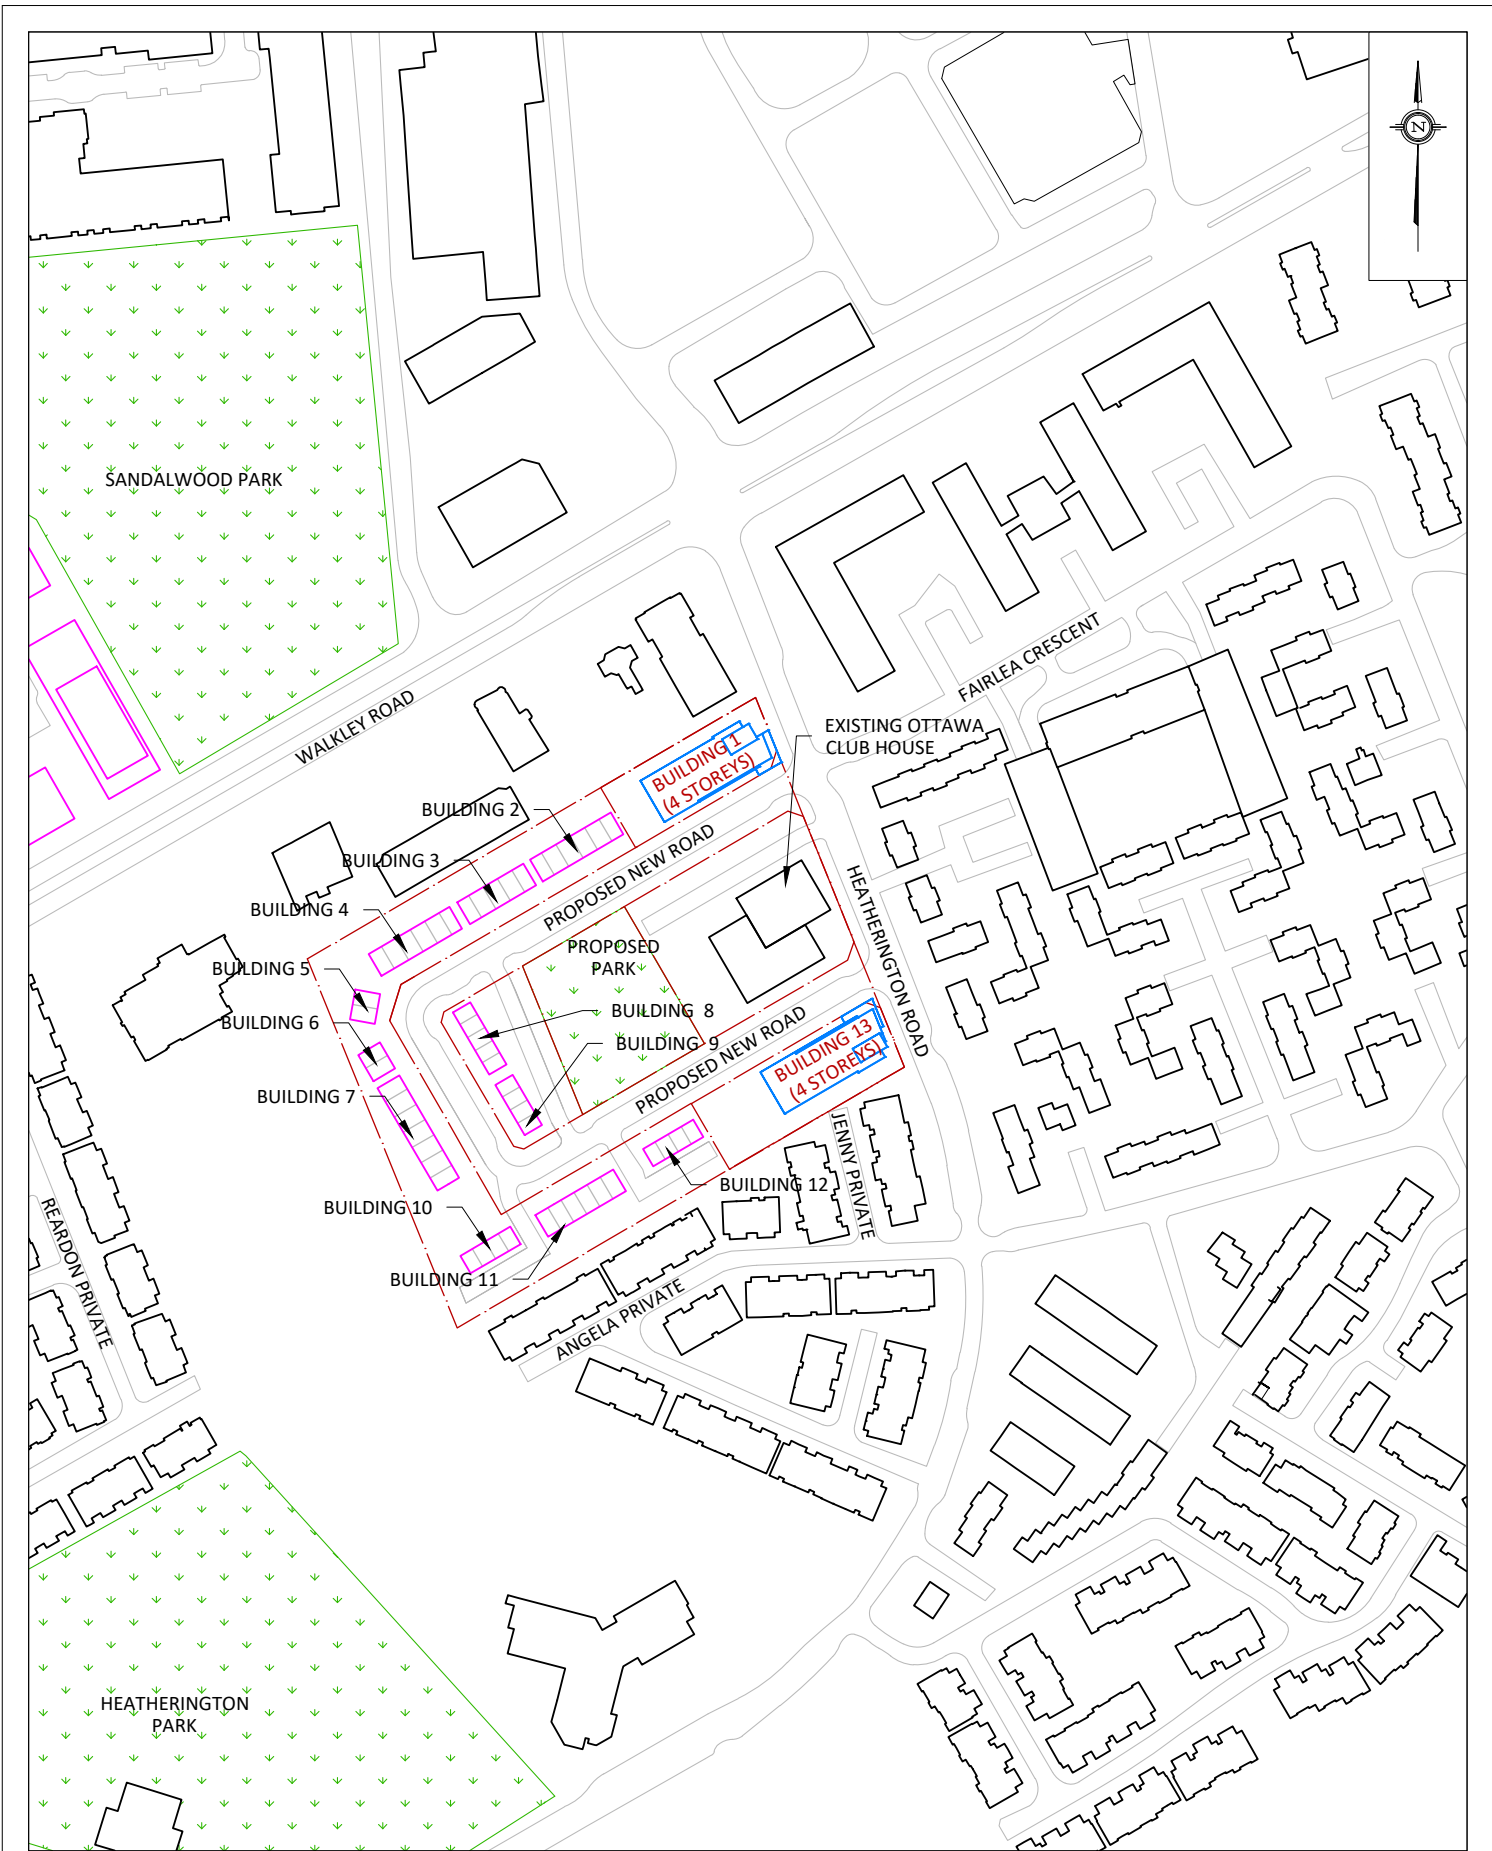 N
SANDALWOOD PARK
FAIRLEA CRESCENT
WALKLEY ROAD
EXISTING OTTAWA
CLUB HOUSE
BUILDING 1
(4 STOREYS)
BUILDING 2
PROPOSED NEW ROAD
BUILDING 3
HEATHERINGTON ROAD
BUILDING 4
PROPOSED
PARK
BUILDING 5
BUILDING 8
BUILDING 6
BUILDING 9
PROPOSED NEW ROAD
BUILDING 13
(4 STOREYS)
BUILDING 7
JENNY PRIVATE
BUILDING 12
BUILDING 10
REARDON PRIVATE
BUILDING 11
ANGELA PRIVATE
HEATHERINGTON
PARK